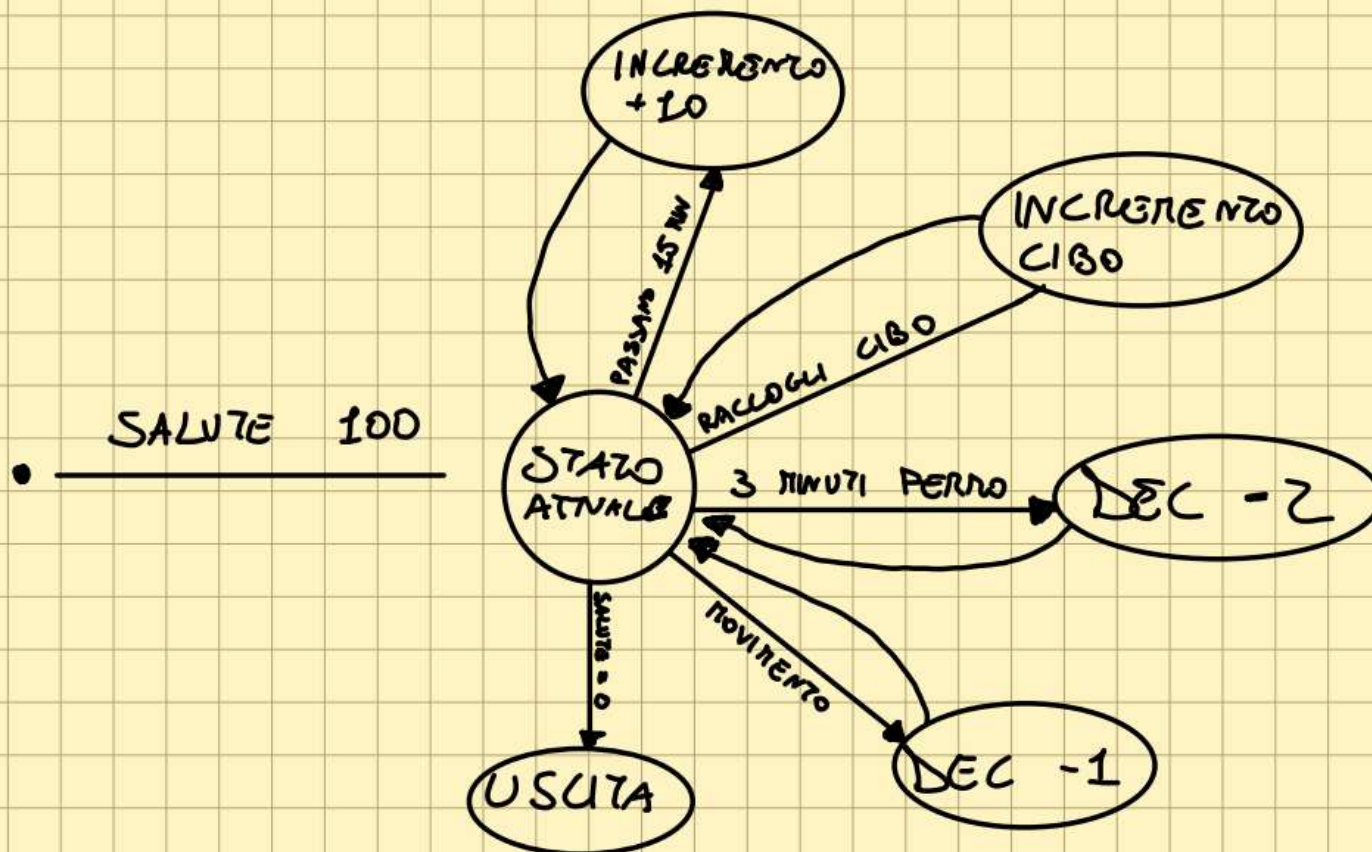 INCREMENTO
+10
PASSANO 15 MIN
INCREMENTO
CIBO
RACCOGLI CIBO
SALUTE 100
STATO
ATTUALE
3 MINUTI FERMO
DEC -2
MOVIMENTO
SALUTE = 0
DEC -1
USCITA